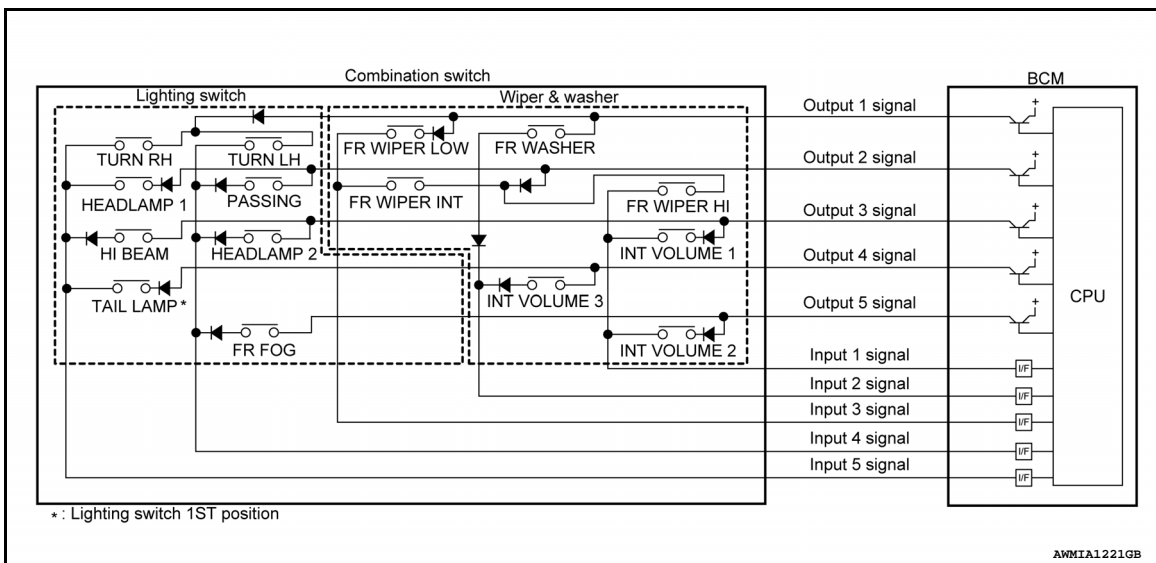 Combination switch
BCM
Lighting switch
Wiper & washer
Output 1 signal
+
TURN RH
TURN LH
FR WIPER LOW
FR WASHER
Output 2 signal
+
HEADLAMP 1
PASSING
FR WIPER INT
FR WIPER HI
Output 3 signal
+
HI BEAM
HEADLAMP 2
INT VOLUME 1
Output 4 signal
+
TAIL LAMP*
INT VOLUME 3
CPU
Output 5 signal
+
FR FOG
INT VOLUME 2
Input 1 signal
I/F
Input 2 signal
I/F
Input 3 signal
I/F
Input 4 signal
I/F
Input 5 signal
I/F
* : Lighting switch 1ST position
AWMIA1221GB